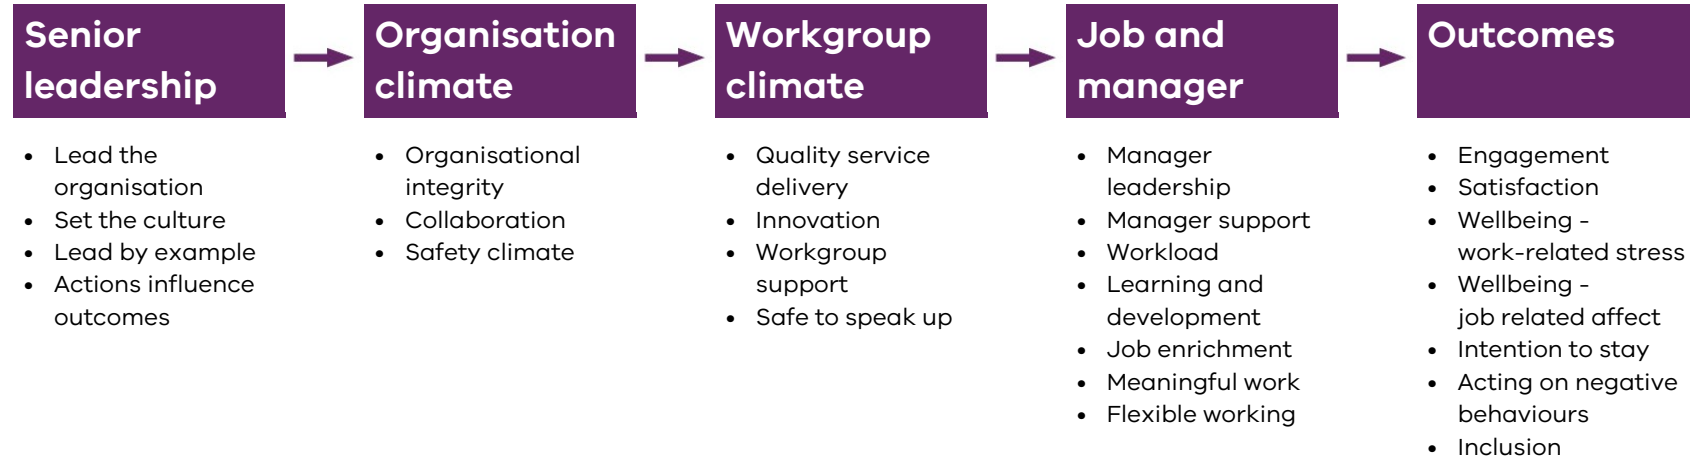 Senior
leadership
• Lead the
organisation
• Set the culture
• Lead by example
• Actions influence
outcomes
Organisation
climate
• Organisational
integrity
• Collaboration
• Safety climate
Workgroup
climate
• Quality service
delivery
• Innovation
• Workgroup
support
• Safe to speak up
Job and
manager
• Manager
leadership
• Manager support
• Workload
• Learning and
development
• Job enrichment
• Meaningful work
• Flexible working
Outcomes
• Engagement
• Satisfaction
• Wellbeing -
work-related stress
• Wellbeing -
job related affect
• Intention to stay
• Acting on negative
behaviours
• Inclusion